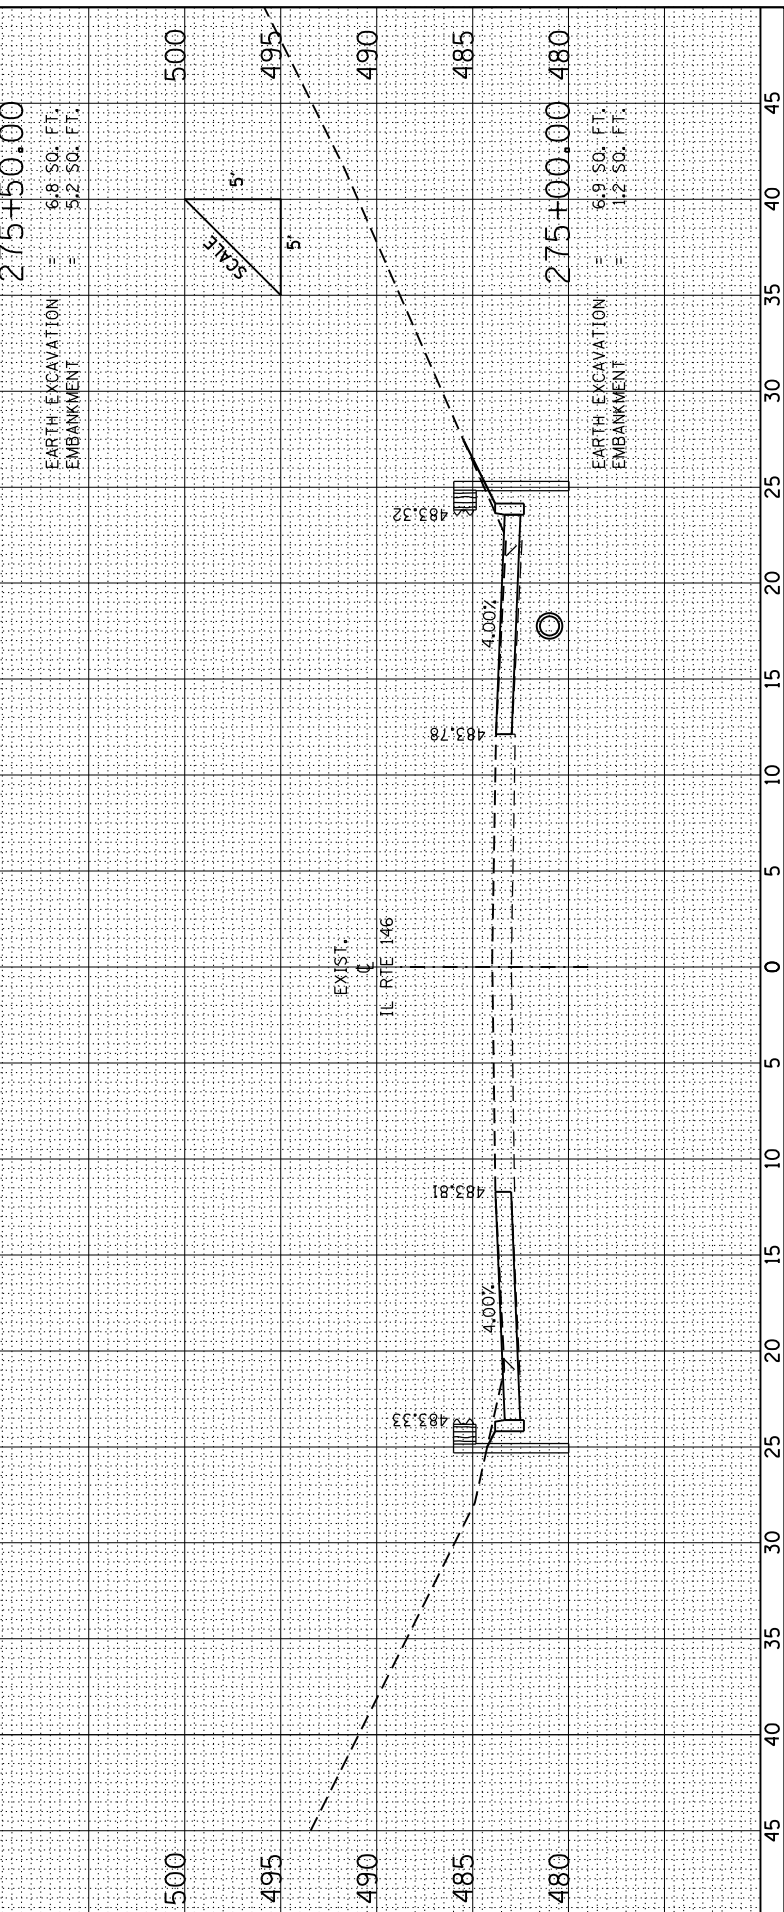 275+50.00
EARTH EXCAVATION = 6.8 SQ. FT.
EMBANKMENT = 5.2 SQ. FT.
500
500
SCALE
5'
5'
495
495
490
490
EXIST.
℄
IL RTE 146
485
485
483.33
4.00%
483.81
483.78
4.00%
483.32
480
480
275+00.00
EARTH EXCAVATION = 6.9 SQ. FT.
EMBANKMENT = 1.2 SQ. FT.
45 40 35 30 25 20 15 10 5 0 5 10 15 20 25 30 35 40 45